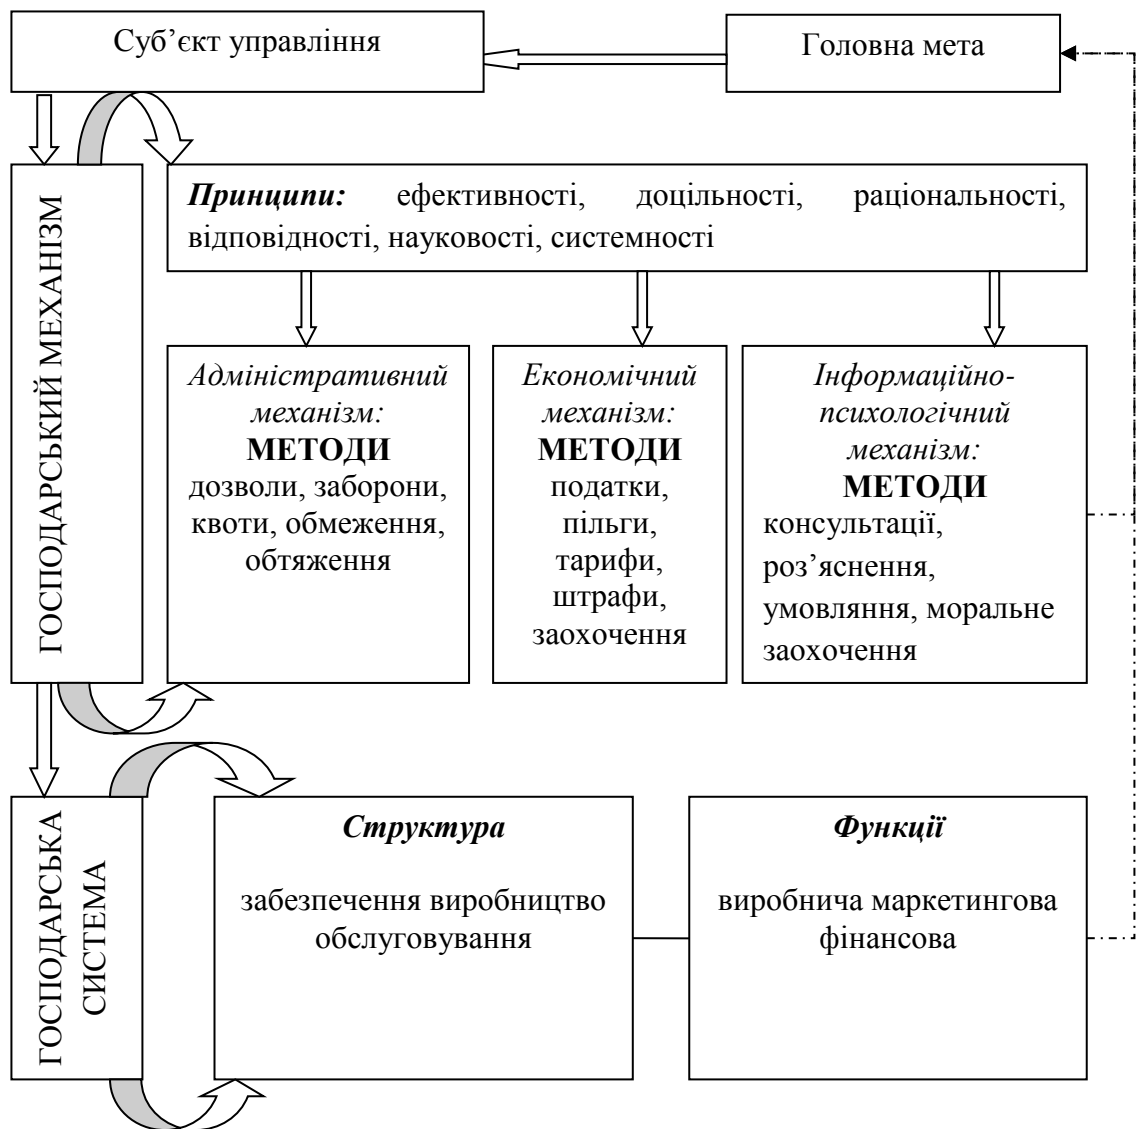 Суб’єкт управління
Головна мета
ГОСПОДАРСЬКИЙ МЕХАНІЗМ
Принципи: ефективності, доцільності, раціональності,
відповідності, науковості, системності
Адміністративний
механізм:
МЕТОДИ
дозволи, заборони,
квоти, обмеження,
обтяження
Економічний
механізм:
МЕТОДИ
податки,
пільги,
тарифи,
штрафи,
заохочення
Інформаційно-
психологічний
механізм:
МЕТОДИ
консультації,
роз’яснення,
умовляння, моральне
заохочення
ГОСПОДАРСЬКА
СИСТЕМА
Структура
забезпечення виробництво
обслуговування
Функції
виробнича маркетингова
фінансова